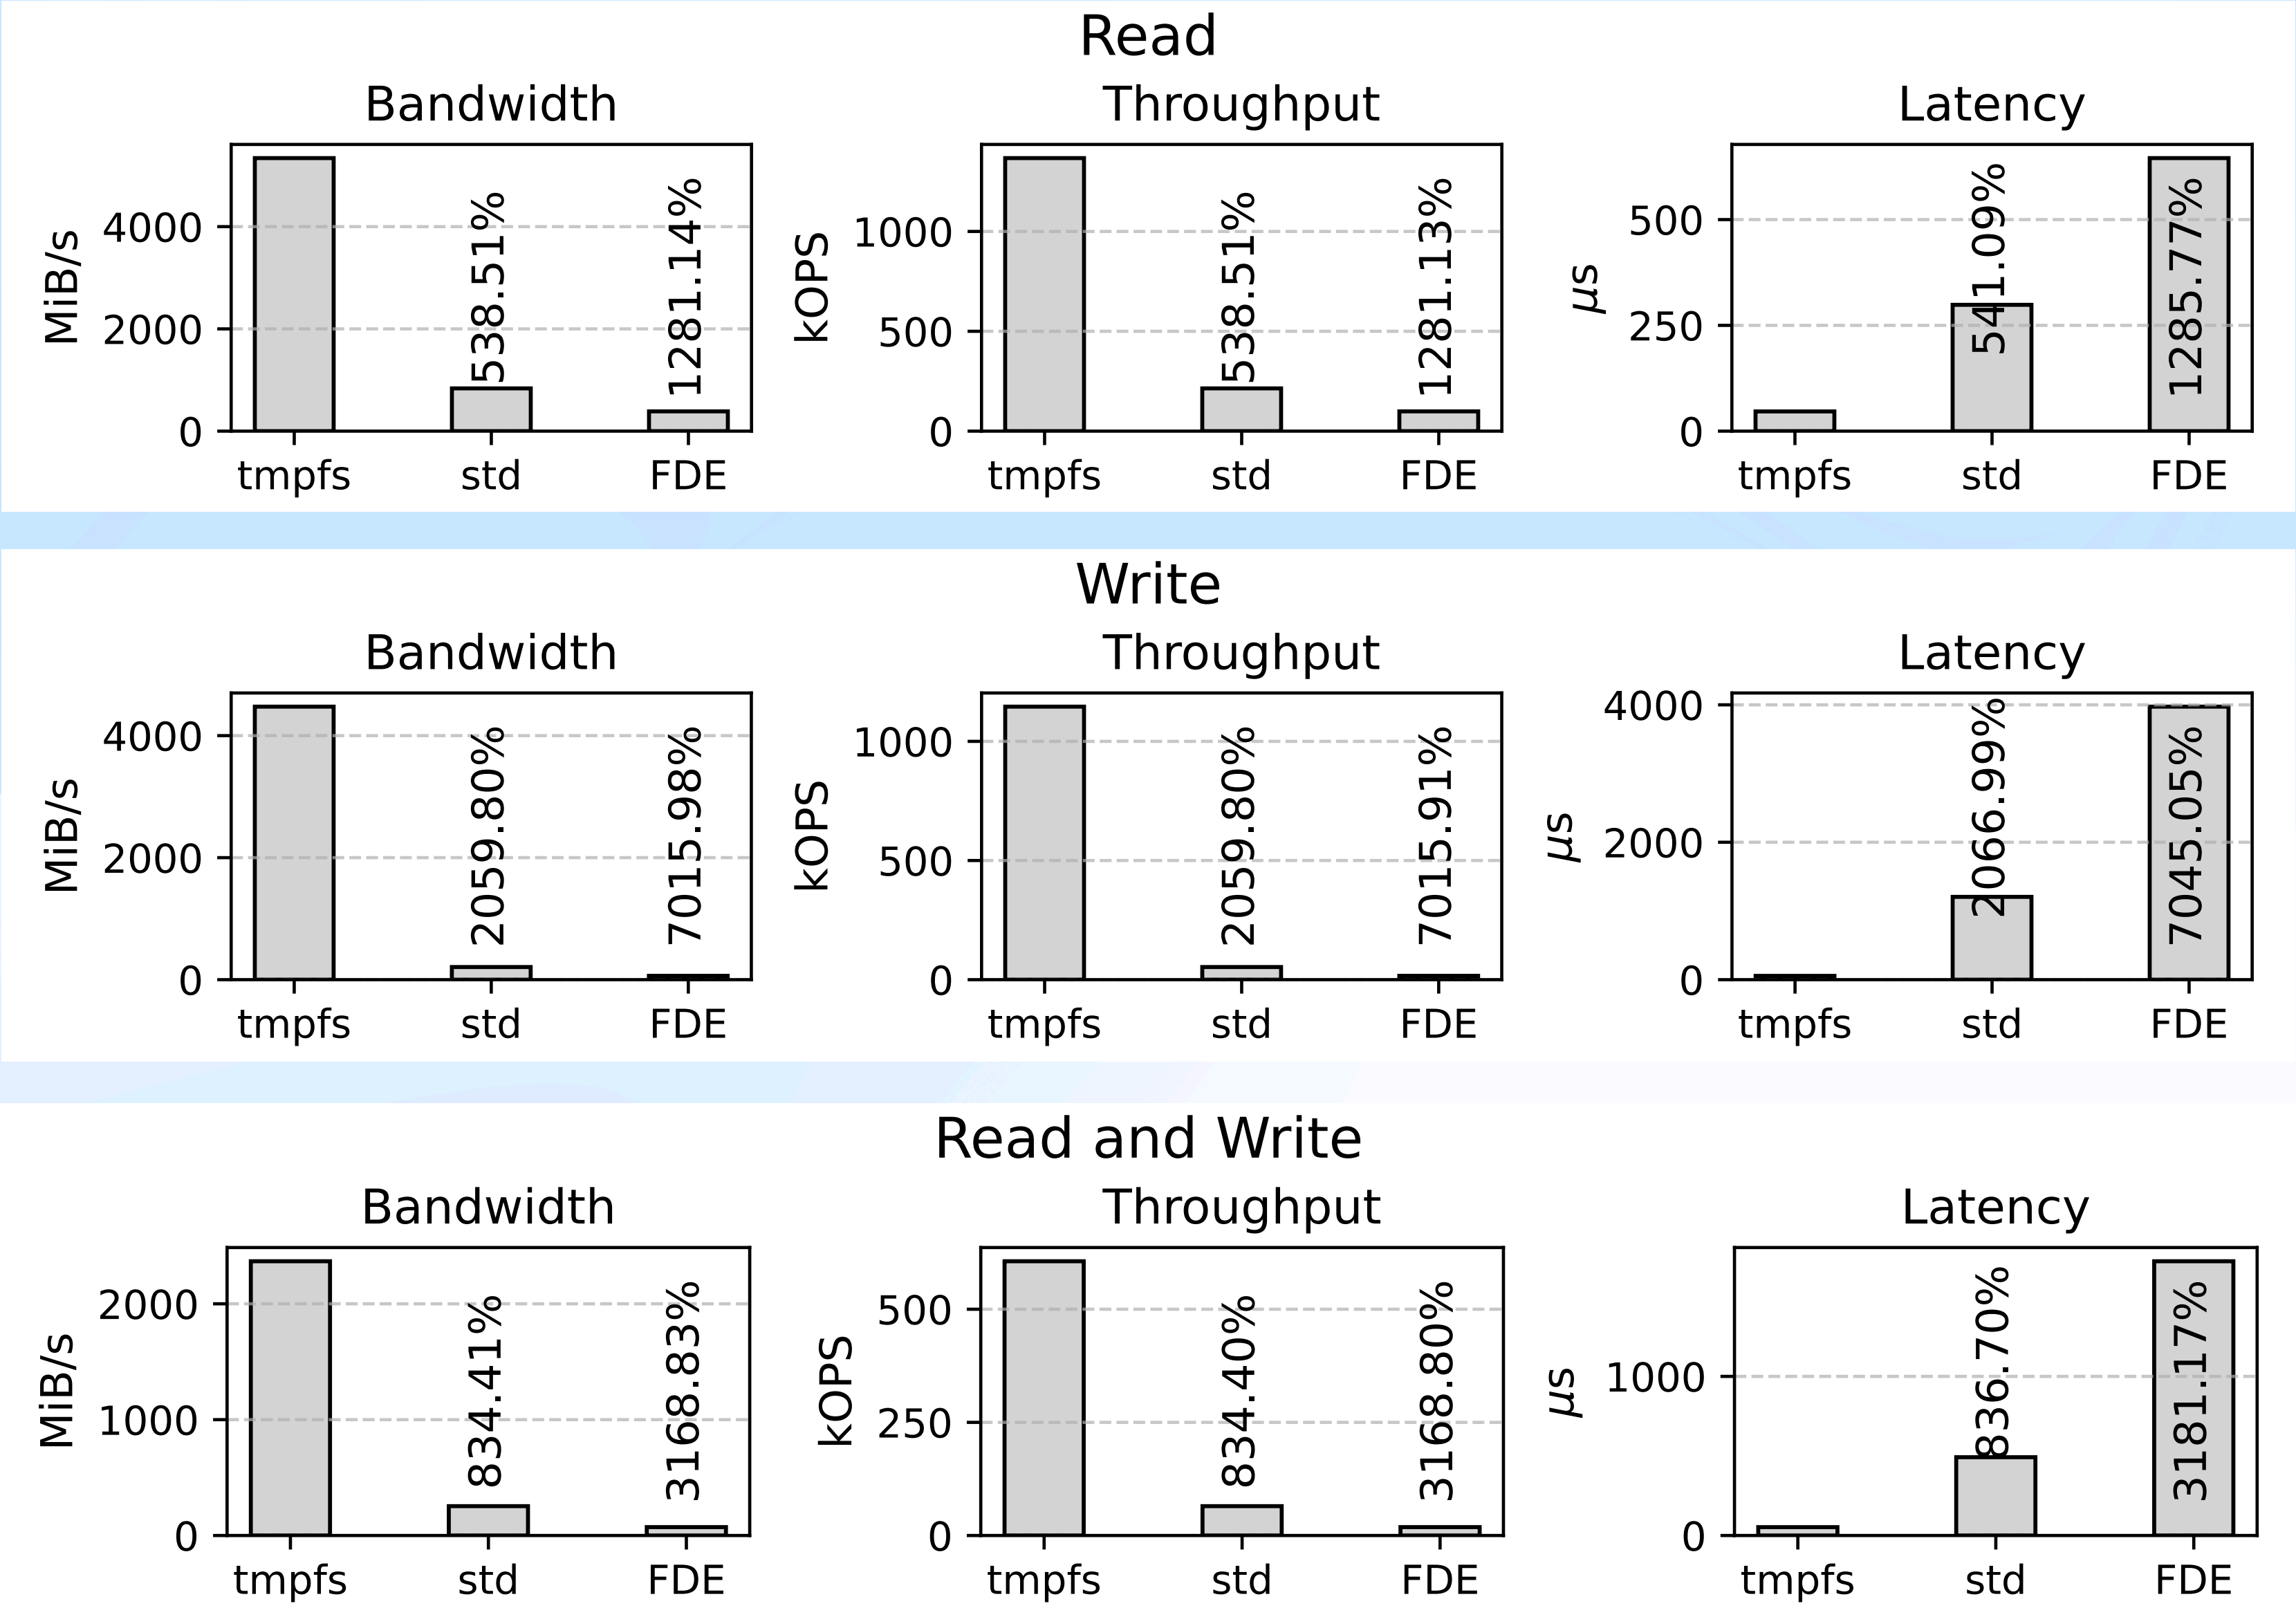 Read
Bandwidth
MiB/s
4000
2000
0
538.51%
1281.14%
tmpfs
std
FDE
Throughput
kOPS
1000
500
0
538.51%
1281.13%
tmpfs
std
FDE
Latency
μs
500
250
0
541.09%
1285.77%
tmpfs
std
FDE
Write
Bandwidth
MiB/s
4000
2000
0
2059.80%
7015.98%
tmpfs
std
FDE
Throughput
kOPS
1000
500
0
2059.80%
7015.91%
tmpfs
std
FDE
Latency
μs
4000
2000
0
2066.99%
7045.05%
tmpfs
std
FDE
Read and Write
Bandwidth
MiB/s
2000
1000
0
834.41%
3168.83%
tmpfs
std
FDE
Throughput
kOPS
500
250
0
834.40%
3168.80%
tmpfs
std
FDE
Latency
μs
1000
0
836.70%
3181.17%
tmpfs
std
FDE